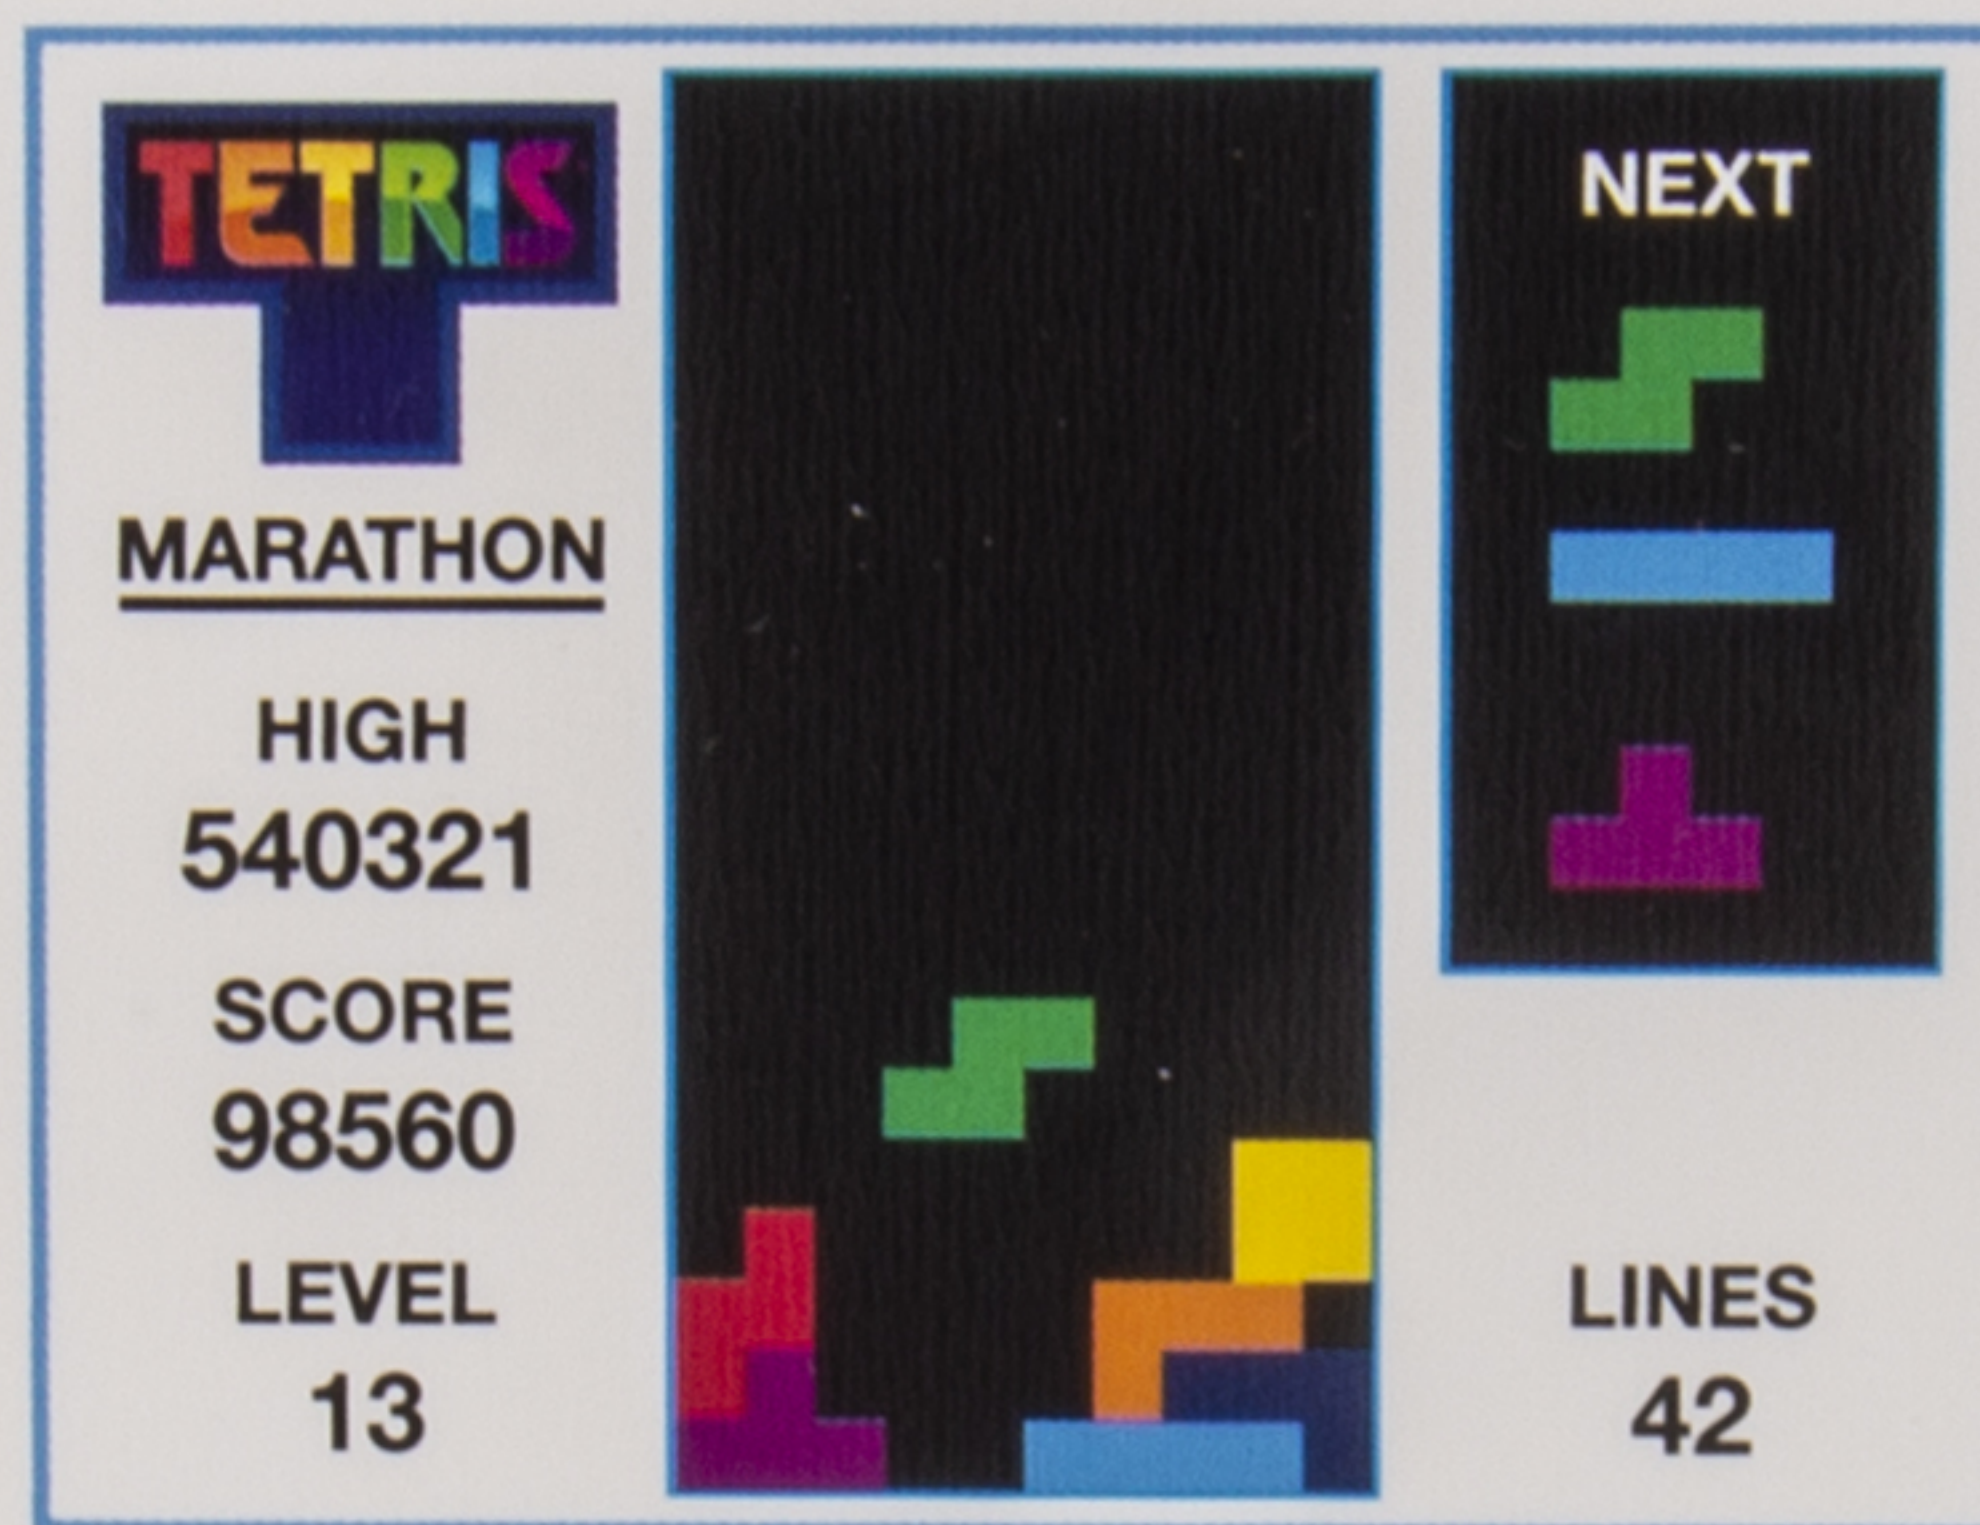 TETRIS
MARATHON
HIGH
540321
SCORE
98560
LEVEL
13
NEXT
LINES
42